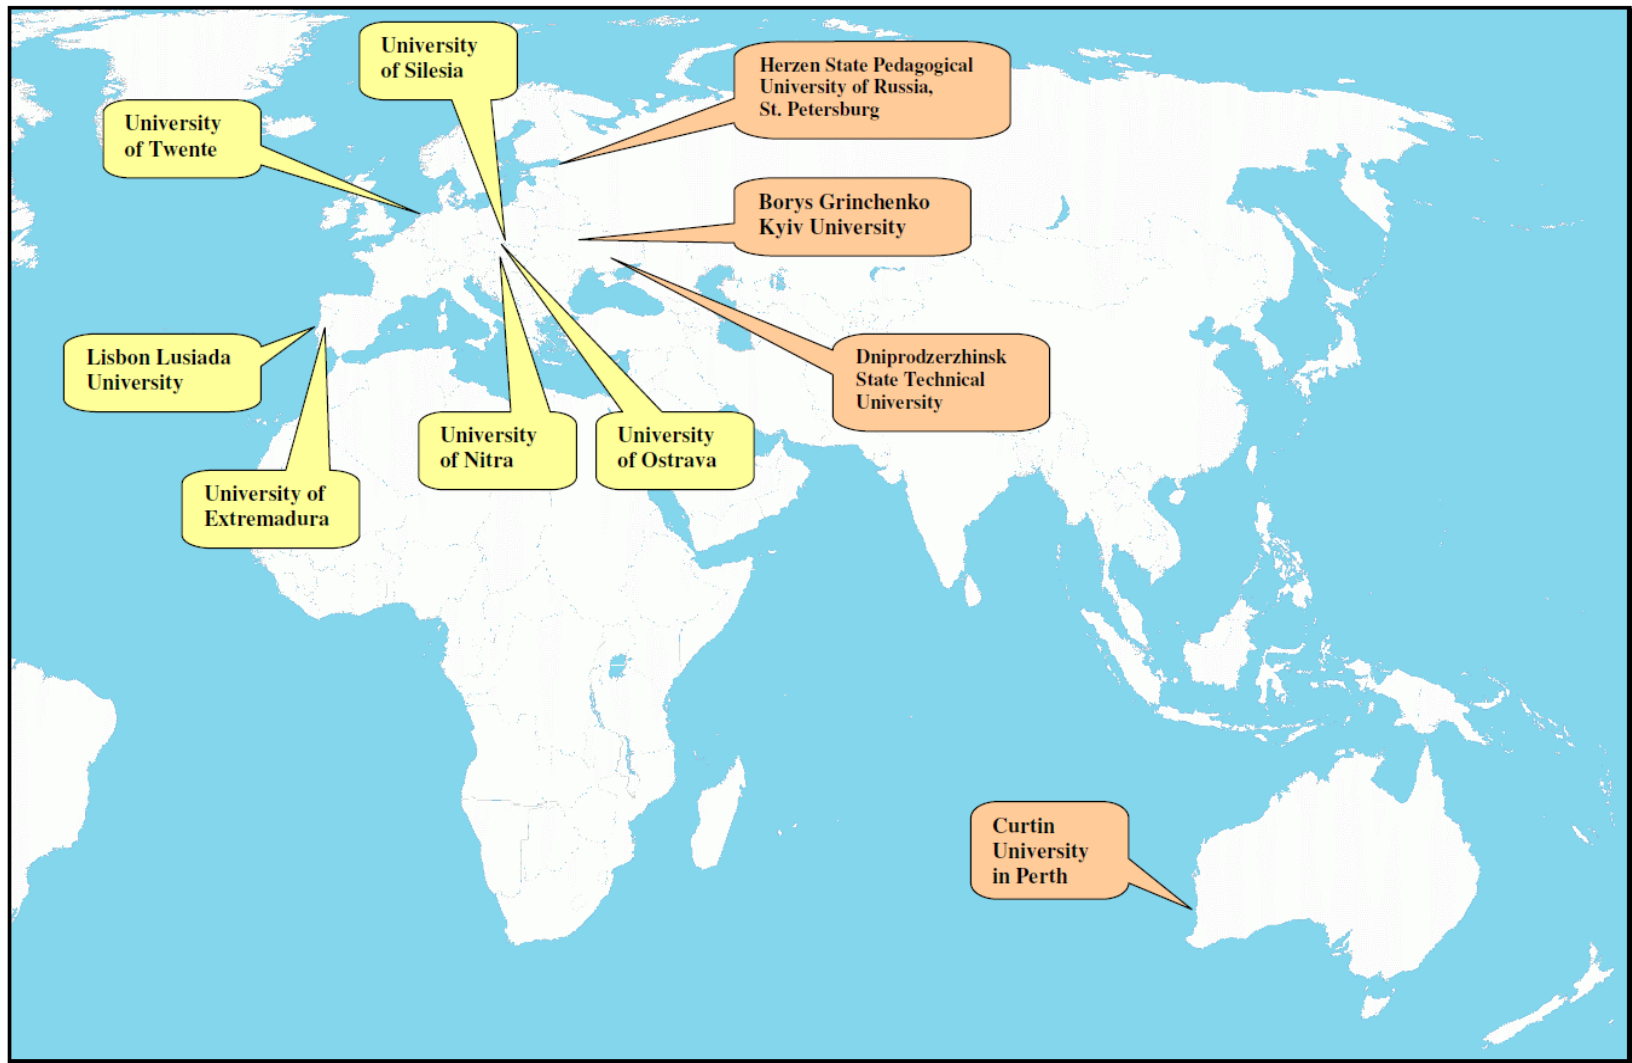 University
of Silesia
Herzen State Pedagogical
University of Russia,
St. Petersburg
University
of Twente
Borys Grinchenko
Kyiv University
Lisbon Lusiada
University
Dniprodzerzhinsk
State Technical
University
University
of Nitra
University
of Ostrava
University of
Extremadura
Curtin
University
in Perth